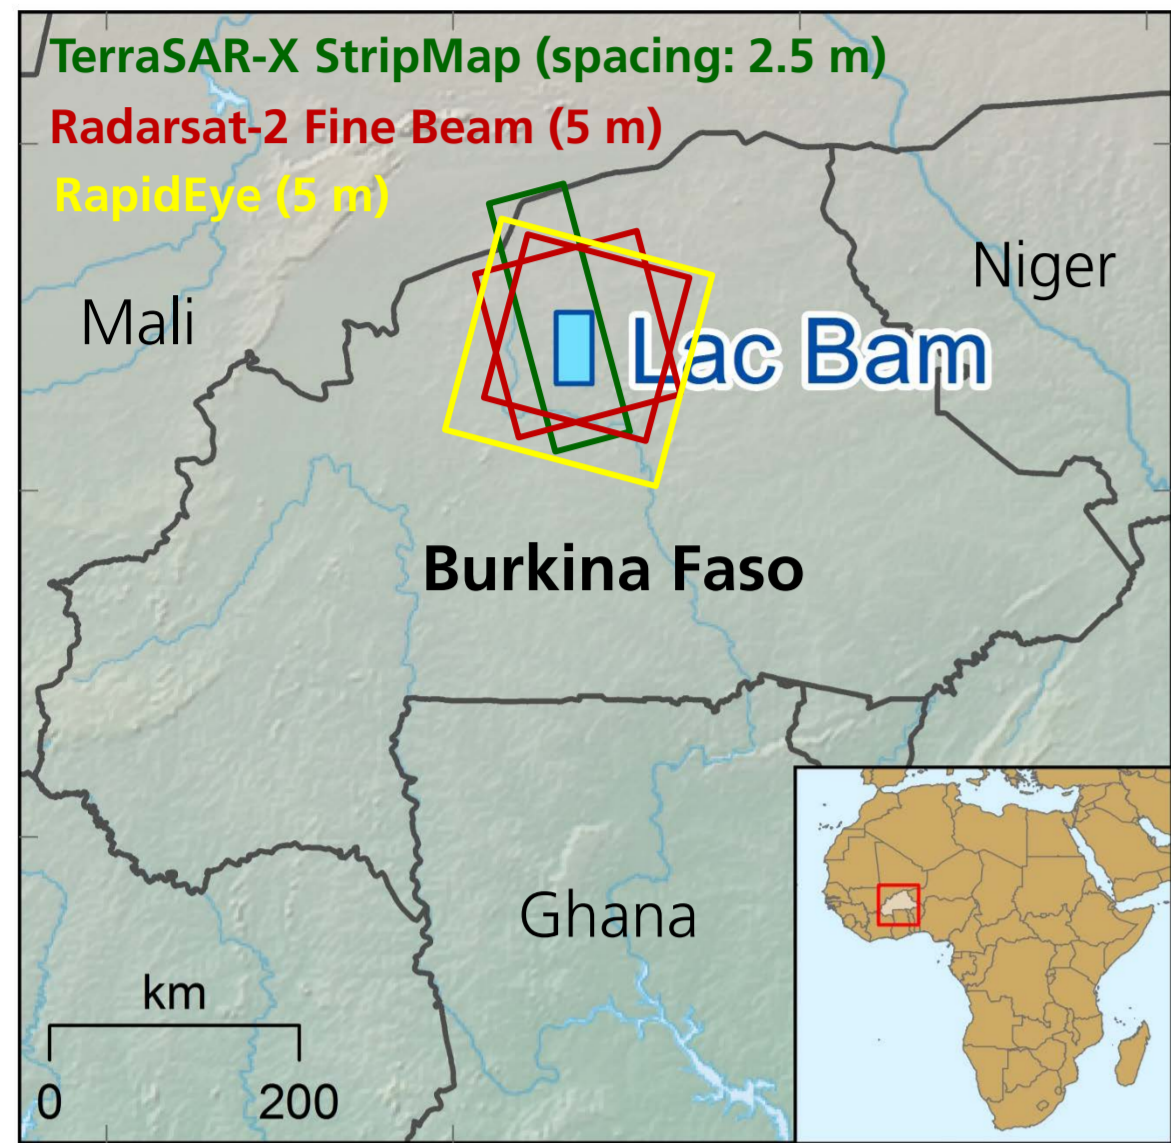 TerraSAR-X StripMap (spacing: 2.5 m)
Radarsat-2 Fine Beam (5 m)
RapidEye (5 m)
Niger
Mali
Lac Bam
Burkina Faso
Ghana
km
0 200